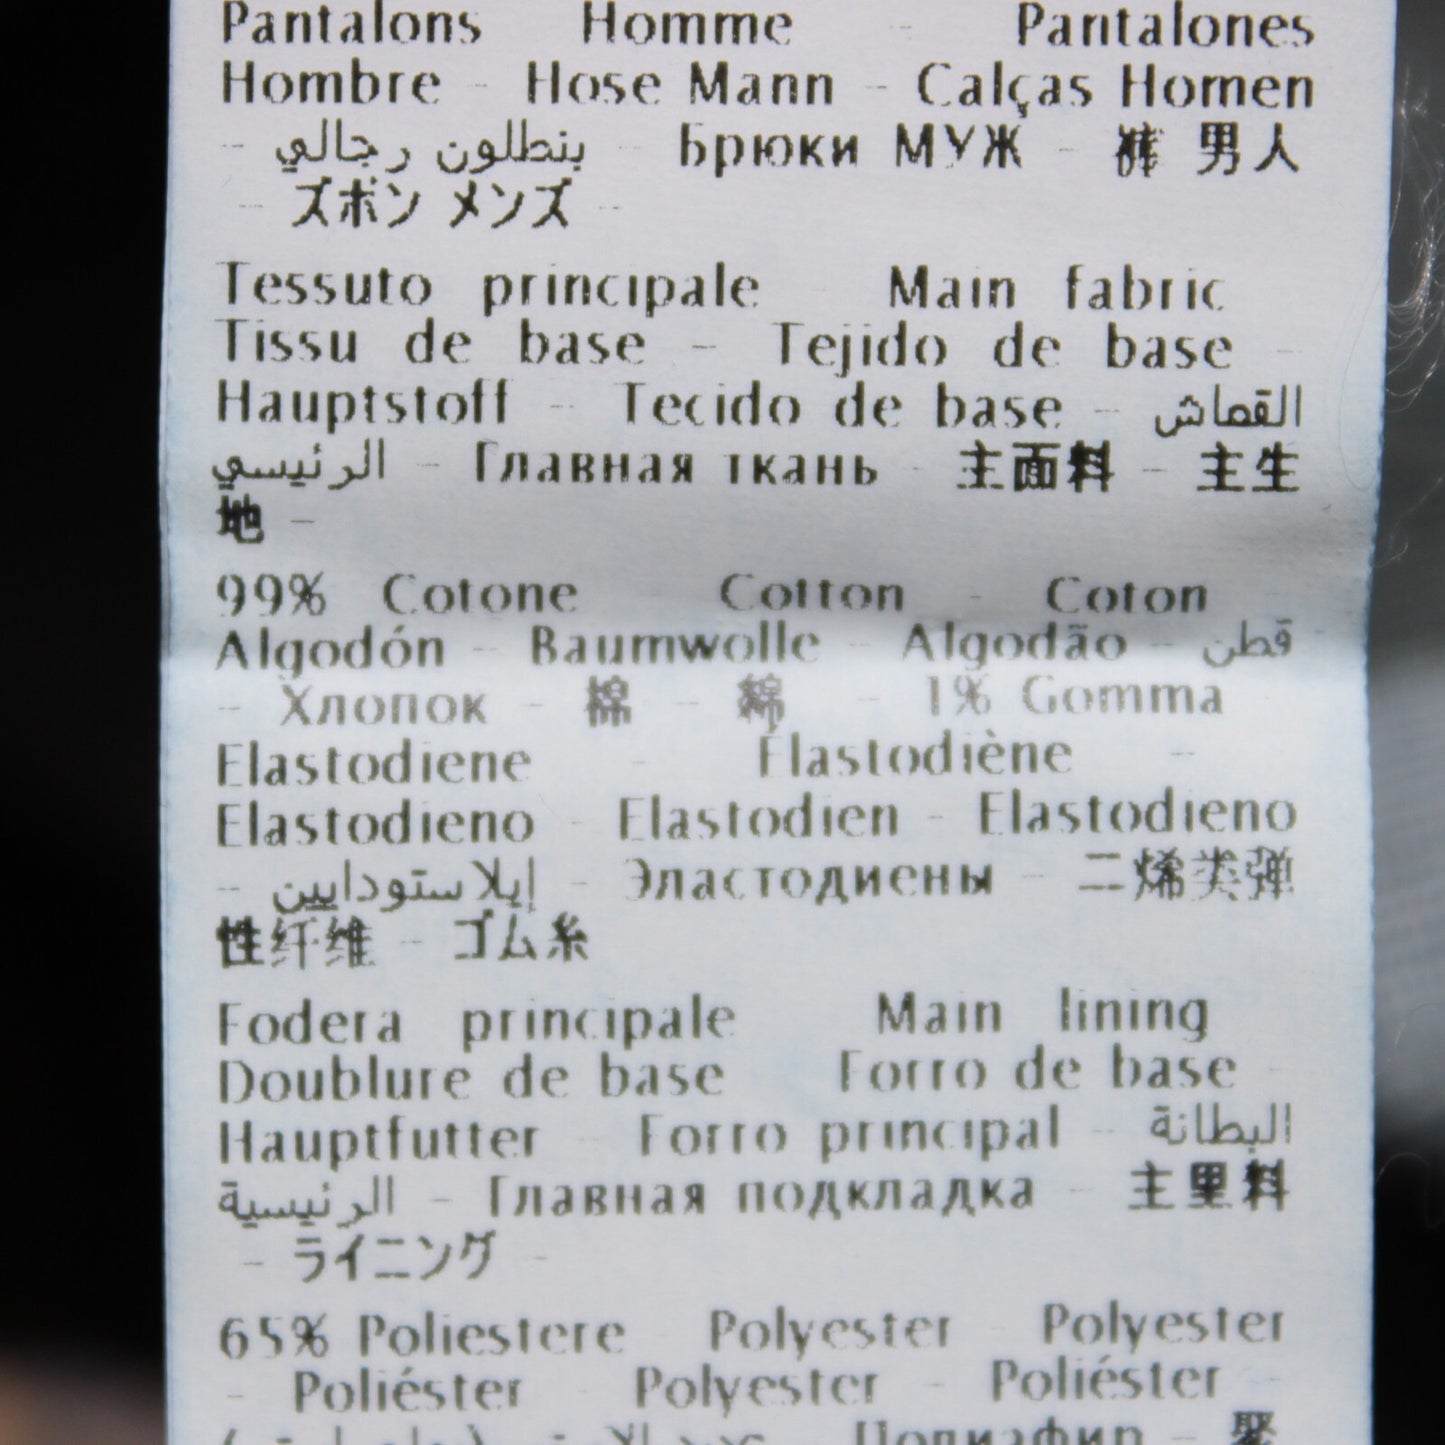 Pantalons Homme - Pantalones
Hombre - Hose Mann - Calças Homen
- بنطلون رجالي - Брюки МУЖ - 裤 男人
- ズボン メンズ -
Tessuto principale Main fabric
Tissu de base - Tejido de base -
Hauptstoff - Tecido de base - القماش
الرئيسي - Главная ткань - 主面料 - 主生
地 -
99% Cotone Cotton - Coton
Algodón - Baumwolle - Algodão - قطن
- Хлопок - 棉 - 綿 - 1% Gomma
Elastodiene - Élastodiène -
Elastodieno - Elastodien - Elastodieno
- إيلاستودايين - Эластодиены - 二烯类弹
性纤维 - ゴム糸
Fodera principale Main lining
Doublure de base Forro de base -
Hauptfutter - Forro principal - البطانة
الرئيسية - Главная подкладка - 主里料
- ライニング -
65% Poliestere Polyester Polyester
- Poliéster - Polyester - Poliéster -
Полиэфир - 聚